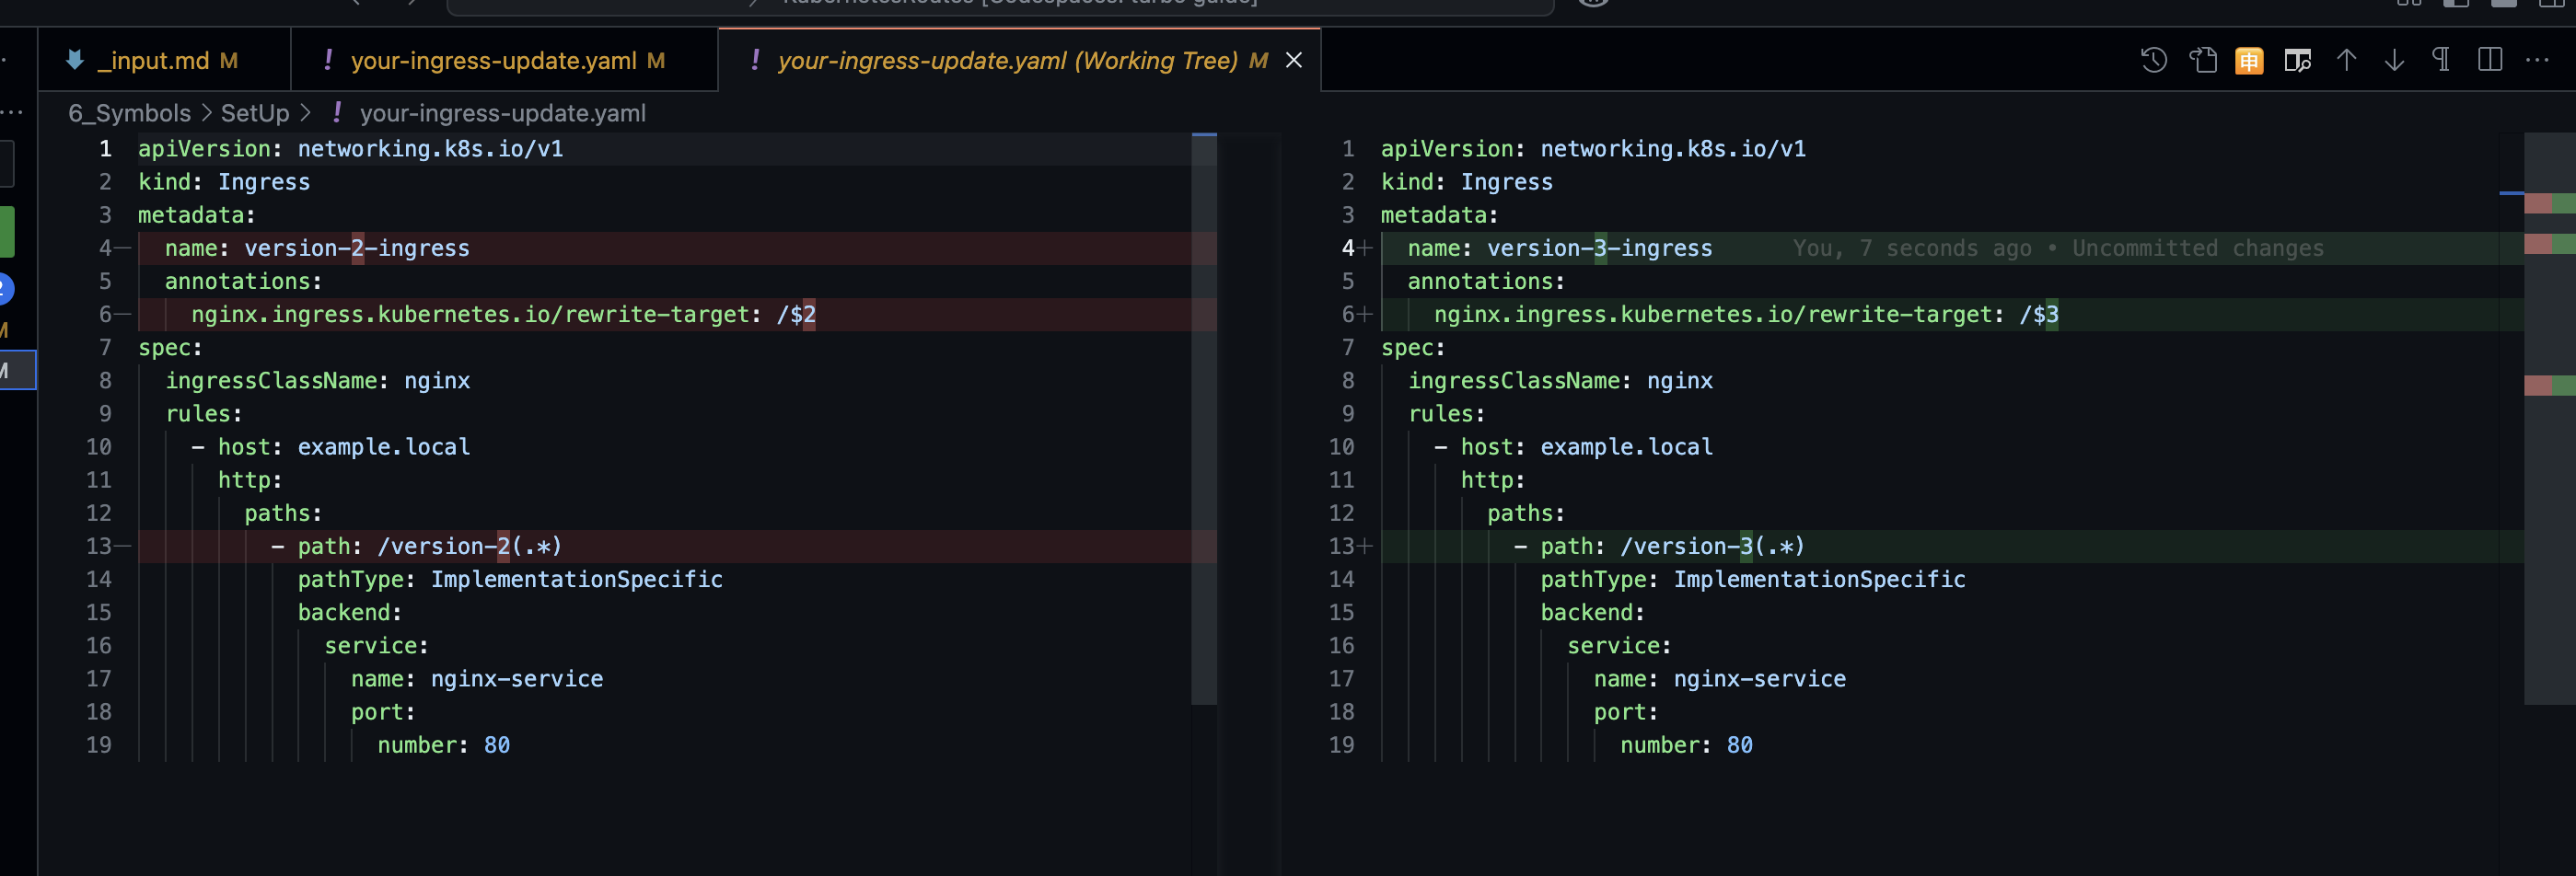 KubernetesRoutes [Codespaces: turbo guide]
_input.md M
! your-ingress-update.yaml M
! your-ingress-update.yaml (Working Tree) M
6_Symbols > SetUp > ! your-ingress-update.yaml
1 apiVersion: networking.k8s.io/v1
2 kind: Ingress
3 metadata:
4— name: version-2-ingress
5 annotations:
6— nginx.ingress.kubernetes.io/rewrite-target: /$2
7 spec:
8 ingressClassName: nginx
9 rules:
10 - host: example.local
11 http:
12 paths:
13— - path: /version-2(.*)
14 pathType: ImplementationSpecific
15 backend:
16 service:
17 name: nginx-service
18 port:
19 number: 80
1 apiVersion: networking.k8s.io/v1
2 kind: Ingress
3 metadata:
4+ name: version-3-ingress You, 7 seconds ago • Uncommitted changes
5 annotations:
6+ nginx.ingress.kubernetes.io/rewrite-target: /$3
7 spec:
8 ingressClassName: nginx
9 rules:
10 - host: example.local
11 http:
12 paths:
13+ - path: /version-3(.*)
14 pathType: ImplementationSpecific
15 backend:
16 service:
17 name: nginx-service
18 port:
19 number: 80
2
M
M
申